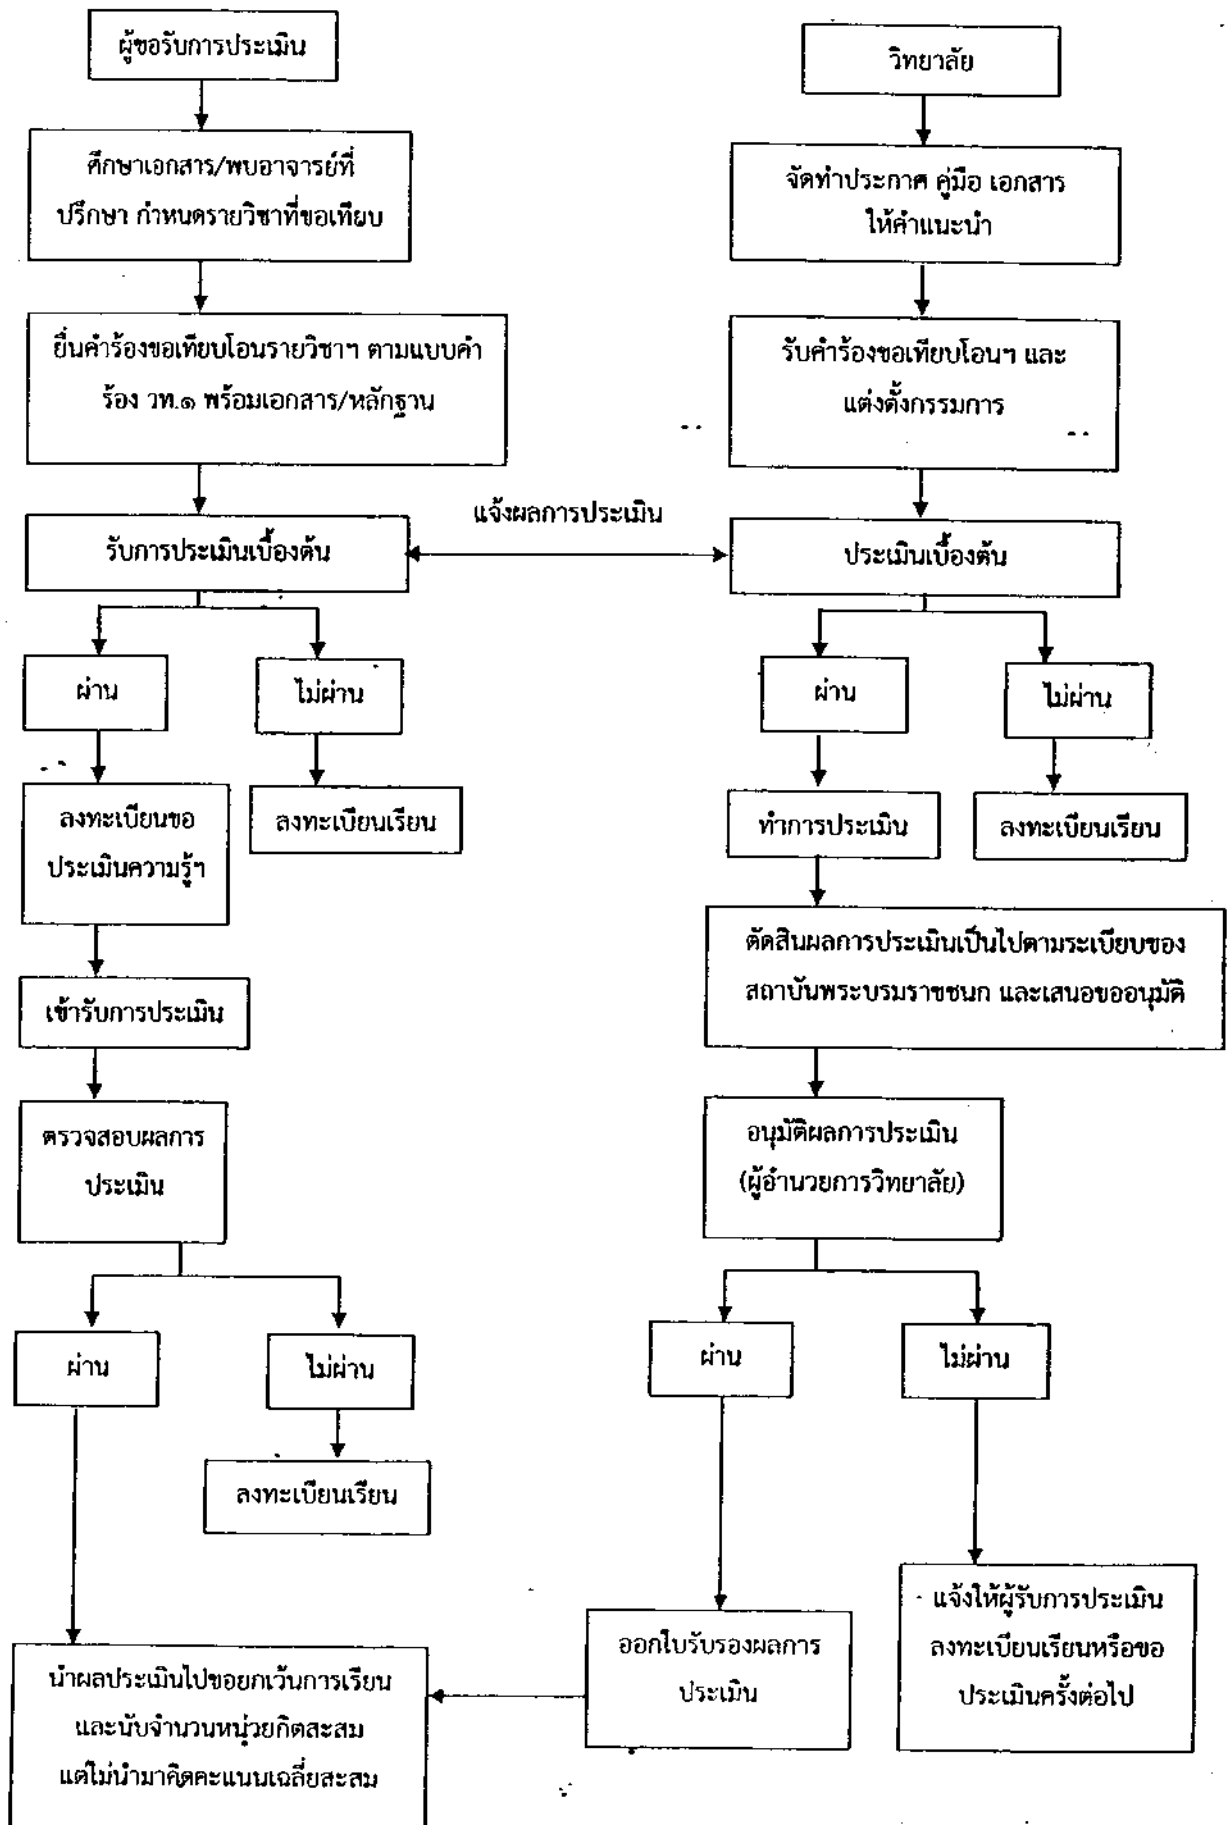 ผู้ขอรับการประเมิน
ศึกษาเอกสาร/พบอาจารย์ที่
ปรึกษา กำหนดรายวิชาที่ขอเทียบ
ยื่นคำร้องขอเทียบโอนรายวิชาฯ ตามแบบคำ
ร้อง วท.๑ พร้อมเอกสาร/หลักฐาน
รับการประเมินเบื้องต้น
แจ้งผลการประเมิน
ผ่าน
ไม่ผ่าน
ลงทะเบียนขอ
ประเมินความรู้ฯ
ลงทะเบียนเรียน
เข้ารับการประเมิน
ตรวจสอบผลการ
ประเมิน
ผ่าน
ไม่ผ่าน
ลงทะเบียนเรียน
นำผลประเมินไปขอยกเว้นการเรียน
และนับจำนวนหน่วยกิตสะสม
แต่ไม่นำมาคิดคะแนนเฉลี่ยสะสม
วิทยาลัย
จัดทำประกาศ คู่มือ เอกสาร
ให้คำแนะนำ
รับคำร้องขอเทียบโอนฯ และ
แต่งตั้งกรรมการ
ประเมินเบื้องต้น
ผ่าน
ไม่ผ่าน
ทำการประเมิน
ลงทะเบียนเรียน
ตัดสินผลการประเมินเป็นไปตามระเบียบของ
สถาบันพระบรมราชชนก และเสนอขออนุมัติ
อนุมัติผลการประเมิน
(ผู้อำนวยการวิทยาลัย)
ผ่าน
ไม่ผ่าน
ออกใบรับรองผลการ
ประเมิน
แจ้งให้ผู้รับการประเมิน
ลงทะเบียนเรียนหรือขอ
ประเมินครั้งต่อไป